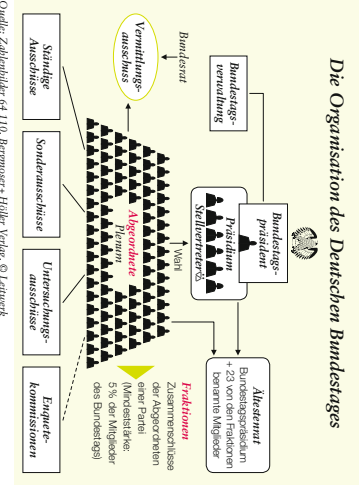 Die Organisation des Deutschen Bundestages
Bundestags-
präsident
Bundestags-
verwaltung
Präsidium
Stellvertreter
Ältestenrat
Bundestagspräsidium
+ 23 von den Fraktionen
benannte Mitglieder
Bundesrat
Wahl
Vermittlungs-
ausschuss
Abgeordnete
Plenum
Fraktionen
Zusammenschlüsse
der Abgeordneten
einer Partei
(Mindeststärke:
5 % der Mitglieder
des Bundestags)
Ständige
Ausschüsse
Sonderausschüsse
Untersuchungs-
ausschüsse
Enquete-
kommissionen
Quelle: Zahlenbilder 64 110, Bergmoser+ Höller Verlag, © Leitwerk